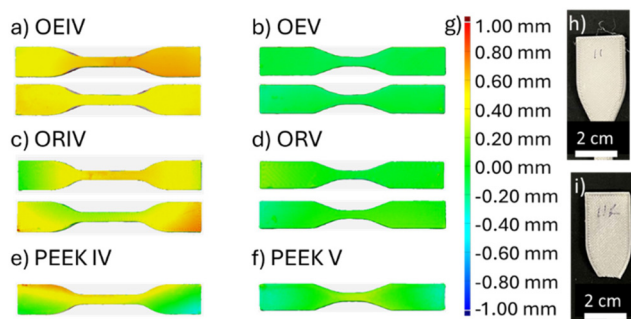 a) OEIV
b) OEV
c) ORIV
d) ORV
e) PEEK IV
f) PEEK V
g)
1.00 mm
0.80 mm
0.60 mm
0.40 mm
0.20 mm
0.00 mm
-0.20 mm
-0.40 mm
-0.60 mm
-0.80 mm
-1.00 mm
h)
2 cm
i)
2 cm